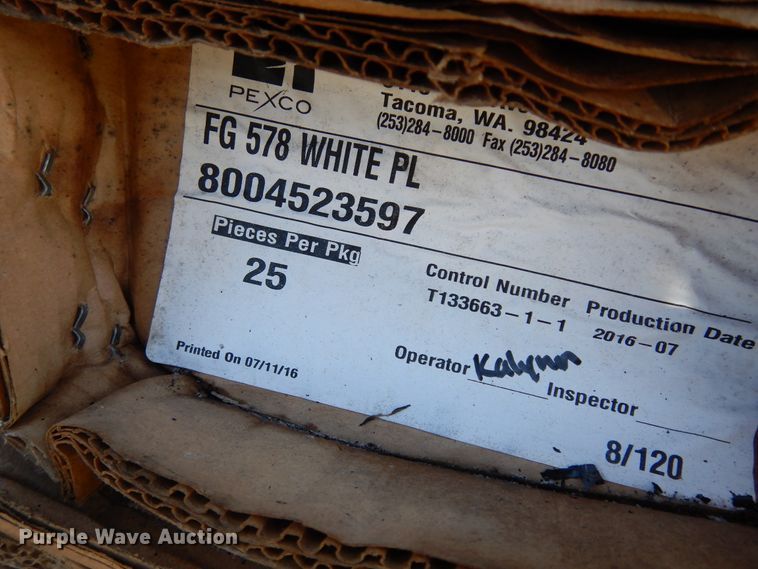 PEXCO
Tacoma, WA. 98424
(253)284-8000 Fax (253)284-8080
FG 578 WHITE PL
8004523597
Pieces Per Pkg
25
Control Number Production Date
T133663-1-1 2016-07
Printed On 07/11/16
Operator Kalynn Inspector
8/120
Purple Wave Auction